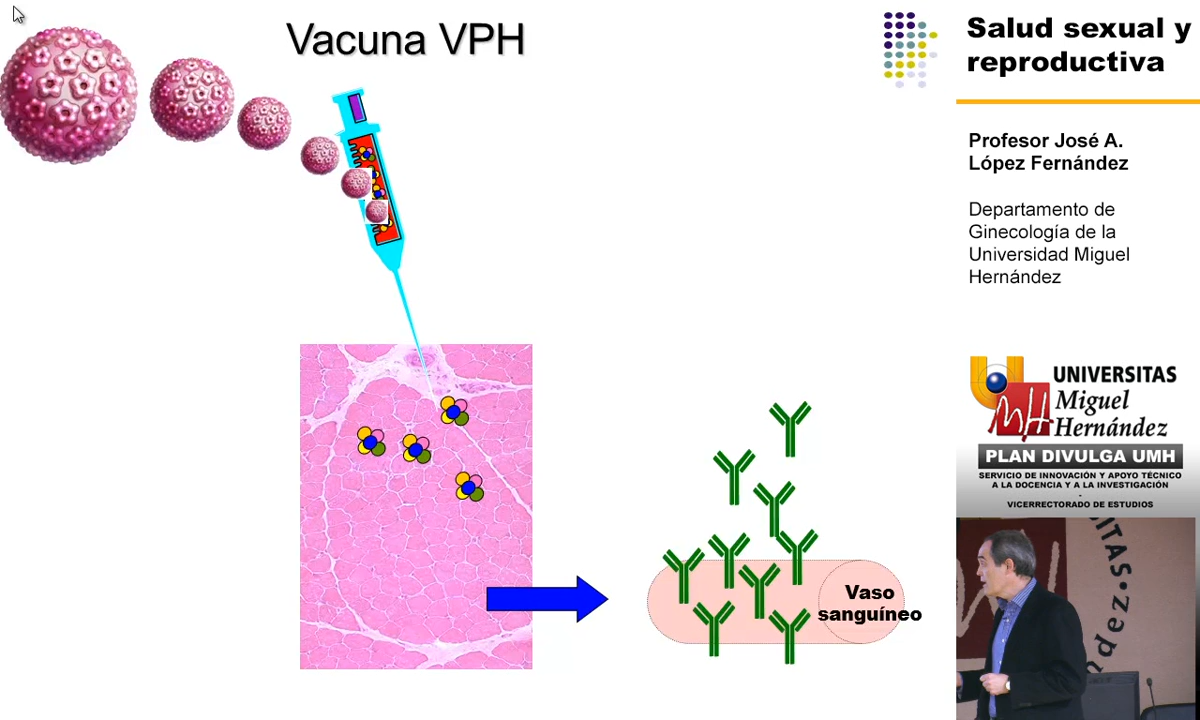 Vacuna VPH
Salud sexual y
reproductiva
Profesor José A.
López Fernández
Departamento de
Ginecología de la
Universidad Miguel
Hernández
UNIVERSITAS
Miguel
Hernández
PLAN DIVULGA UMH
SERVICIO DE INNOVACIÓN Y APOYO TÉCNICO
A LA DOCENCIA Y A LA INVESTIGACIÓN
-
VICERRECTORADO DE ESTUDIOS
Vaso
sanguíneo